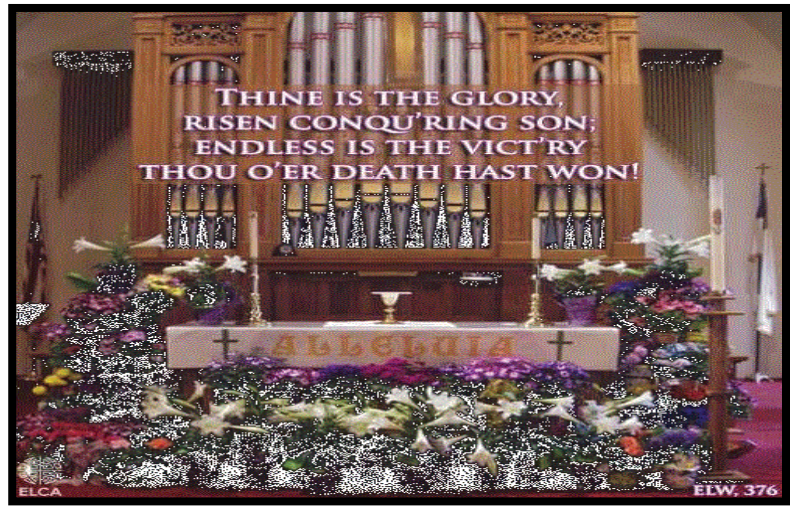 THINE IS THE GLORY,
RISEN CONQU'RING SON;
ENDLESS IS THE VICT'RY
THOU O'ER DEATH HAST WON!
ALLELUIA
ELCA
ELW, 376